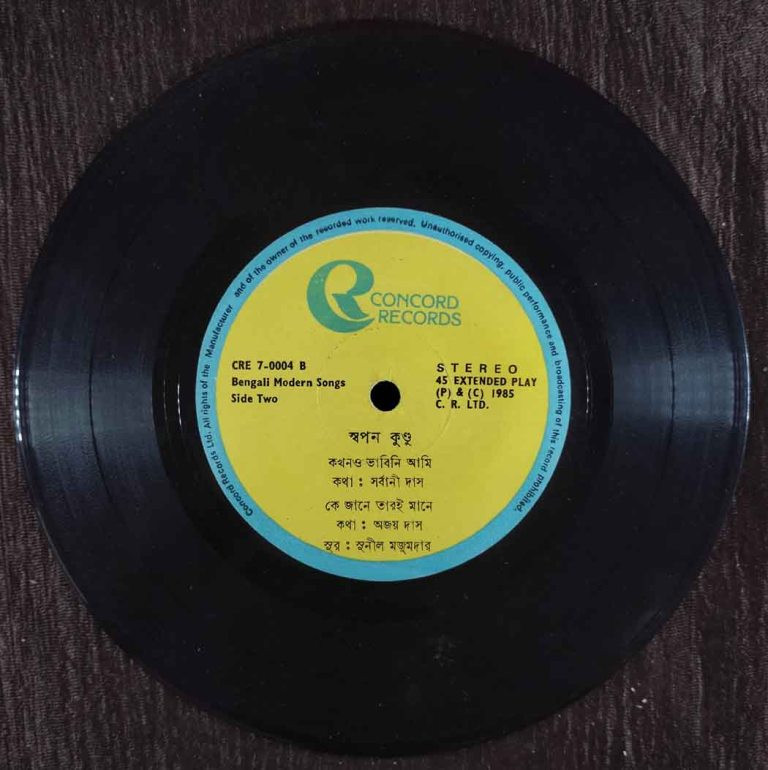 Concord Records Ltd. All rights of the Manufacturer and of the owner of the recorded work reserved. Unauthorised copying, public performance and broadcasting of this record prohibited.
CONCORD
RECORDS
CRE 7-0004 B
Bengali Modern Songs
Side Two
STEREO
45 EXTENDED PLAY
(P) & (C) 1985
C. R. LTD.
স্বপন কুণ্ডু
কখনও ভাবিনি আমি
কথা : সর্বানী দাস
কে জানে তারই মানে
কথা : অজয় দাস
সুর : সুনীল মজুমদার